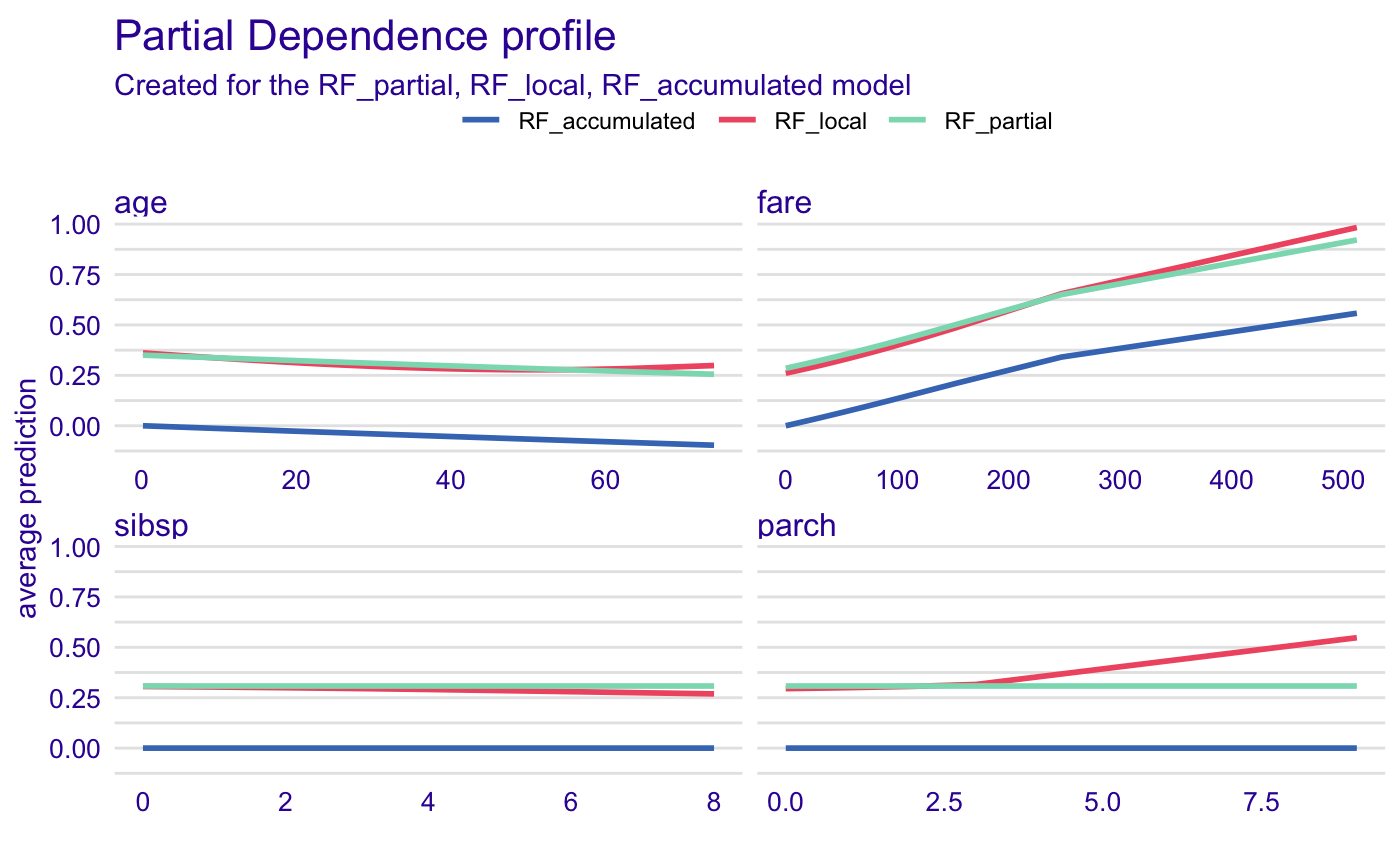 Partial Dependence profile
Created for the RF_partial, RF_local, RF_accumulated model
RF_accumulated RF_local RF_partial
age fare
1.00
0.75
0.50
0.25
0.00
0 20 40 60 0 100 200 300 400 500
average prediction
sibsp parch
1.00
0.75
0.50
0.25
0.00
0 2 4 6 8 0.0 2.5 5.0 7.5